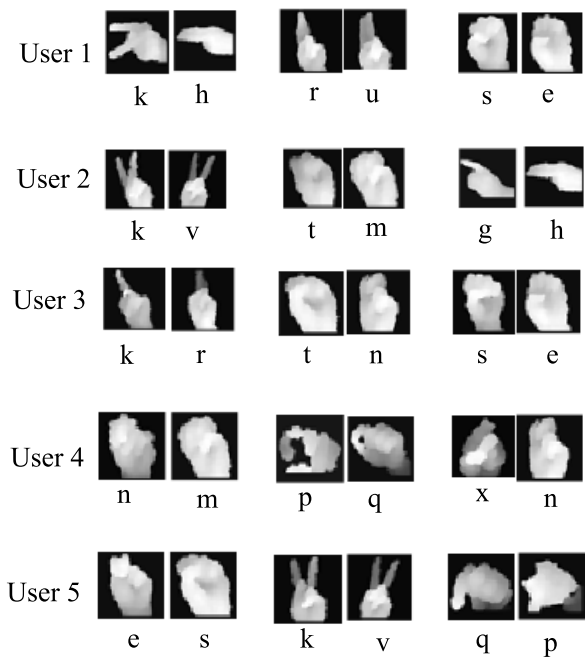 User 1
k h r u s e
User 2
k v t m g h
User 3
k r t n s e
User 4
n m p q x n
User 5
e s k v q p